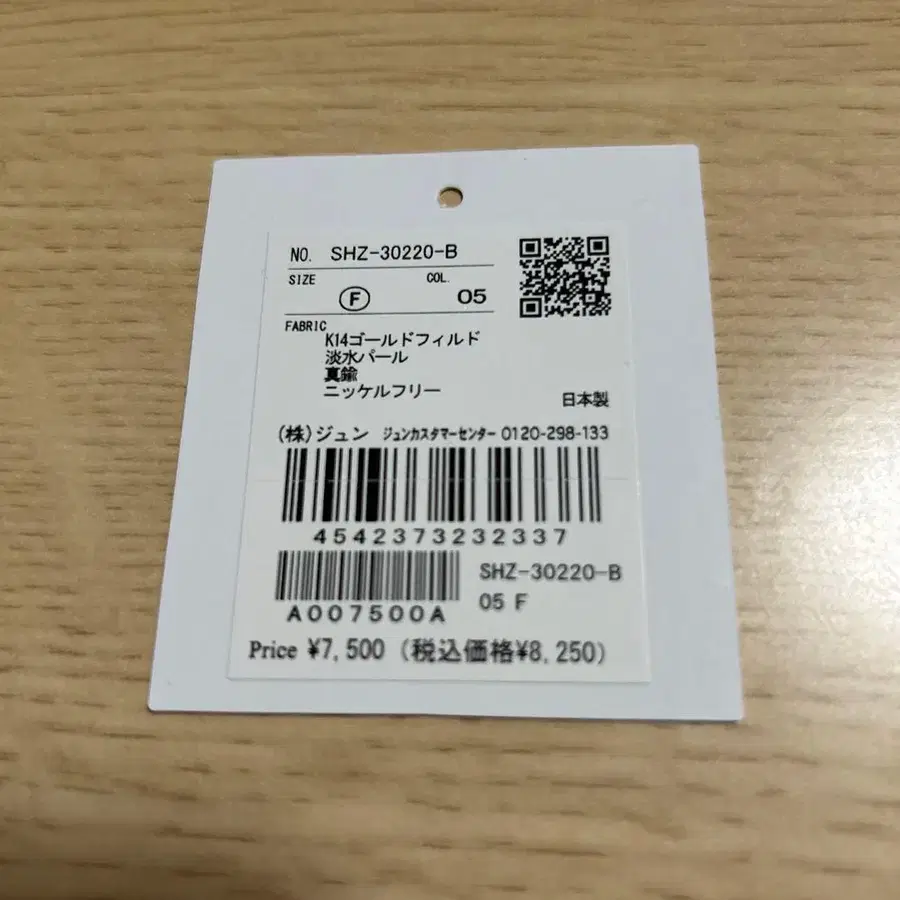 NO. SHZ-30220-B
SIZE COL.
F 05
FABRIC
K14ゴールドフィルド
淡水パール
真鍮
ニッケルフリー
日本製
(株)ジュン ジュンカスタマーセンター 0120-298-133
4542373232337
SHZ-30220-B
05 F
A007500A
Price ¥7,500 (税込価格¥8,250)